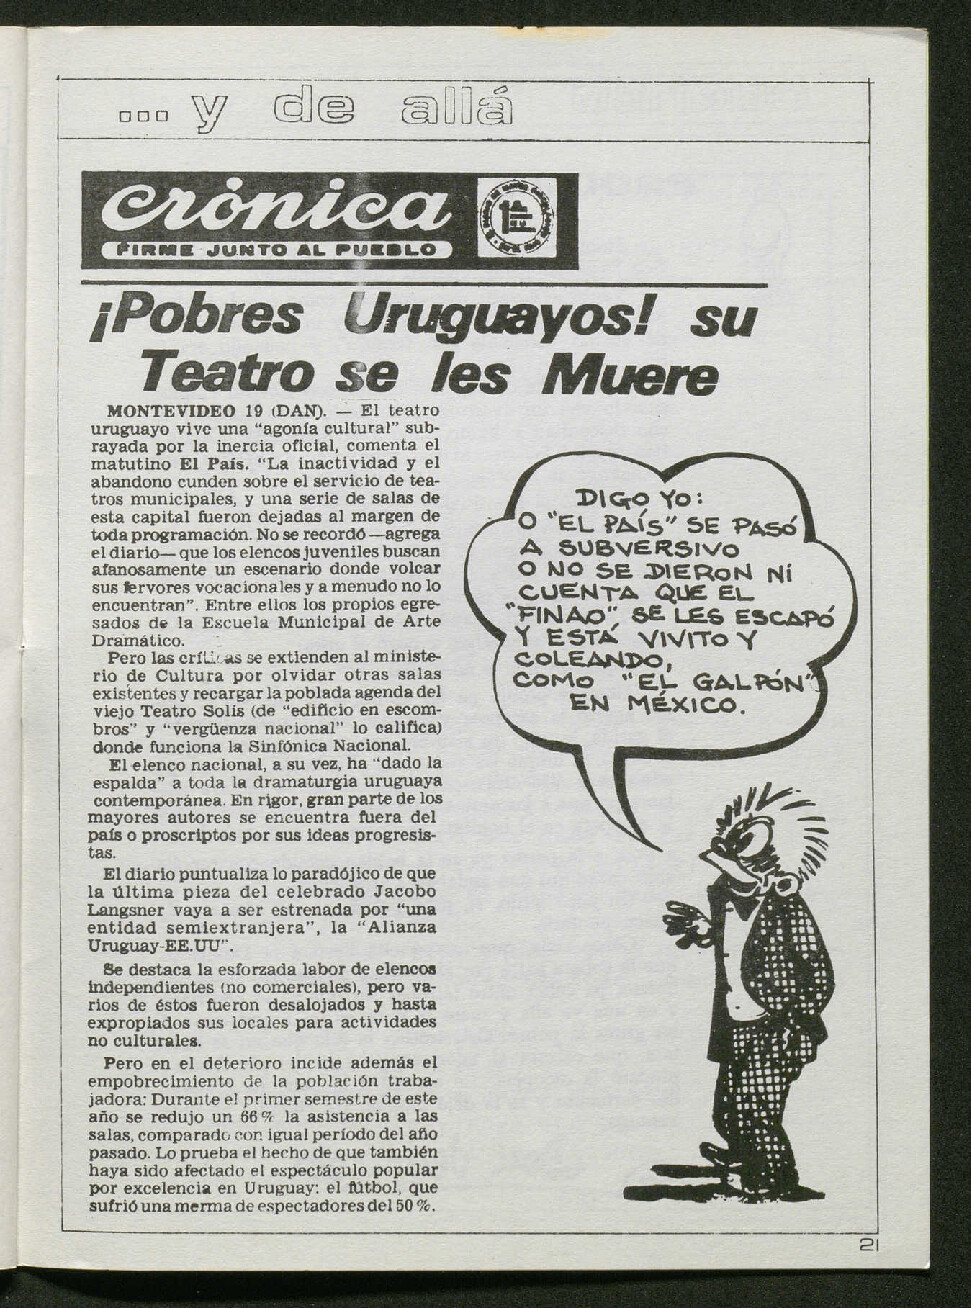 ... y de allá
crónica
FIRME JUNTO AL PUEBLO
¡Pobres Uruguayos! su
Teatro se les Muere
MONTEVIDEO 19 (DAN). — El teatro
uruguayo vive una "agonía cultural" sub-
rayada por la inercia oficial, comenta el
matutino El País. "La inactividad y el
abandono cunden sobre el servicio de tea-
tros municipales, y una serie de salas de
esta capital fueron dejadas al margen de
toda programación. No se recordó —agrega
el diario— que los elencos juveniles buscan
afanosamente un escenario donde volcar
sus fervores vocacionales y a menudo no lo
encuentran". Entre ellos los propios egre-
sados de la Escuela Municipal de Arte
Dramático.
Pero las críticas se extienden al ministe-
rio de Cultura por olvidar otras salas
existentes y recargar la poblada agenda del
viejo Teatro Solís (de "edificio en escom-
bros" y "vergüenza nacional" lo califica)
donde funciona la Sinfónica Nacional.
El elenco nacional, a su vez, ha "dado la
espalda" a toda la dramaturgia uruguaya
contemporánea. En rigor, gran parte de los
mayores autores se encuentra fuera del
país o proscriptos por sus ideas progresis-
tas.
El diario puntualiza lo paradójico de que
la última pieza del celebrado Jacobo
Langsner vaya a ser estrenada por "una
entidad semiextranjera", la "Alianza
Uruguay-EE.UU".
Se destaca la esforzada labor de elencos
independientes (no comerciales), pero va-
rios de éstos fueron desalojados y hasta
expropiados sus locales para actividades
no culturales.
Pero en el deterioro incide además el
empobrecimiento de la población traba-
jadora: Durante el primer semestre de este
año se redujo un 66% la asistencia a las
salas, comparado con igual período del año
pasado. Lo prueba el hecho de que también
haya sido afectado el espectáculo popular
por excelencia en Uruguay: el fútbol, que
sufrió una merma de espectadores del 50%.
DIGO YO:
O "EL PAÍS" SE PASÓ
A SUBVERSIVO
O NO SE DIERON NI
CUENTA QUE EL
"FINAO", SE LES ESCAPÓ
Y ESTÁ VIVITO Y
COLEANDO,
COMO "EL GALPÓN"
EN MÉXICO.
21